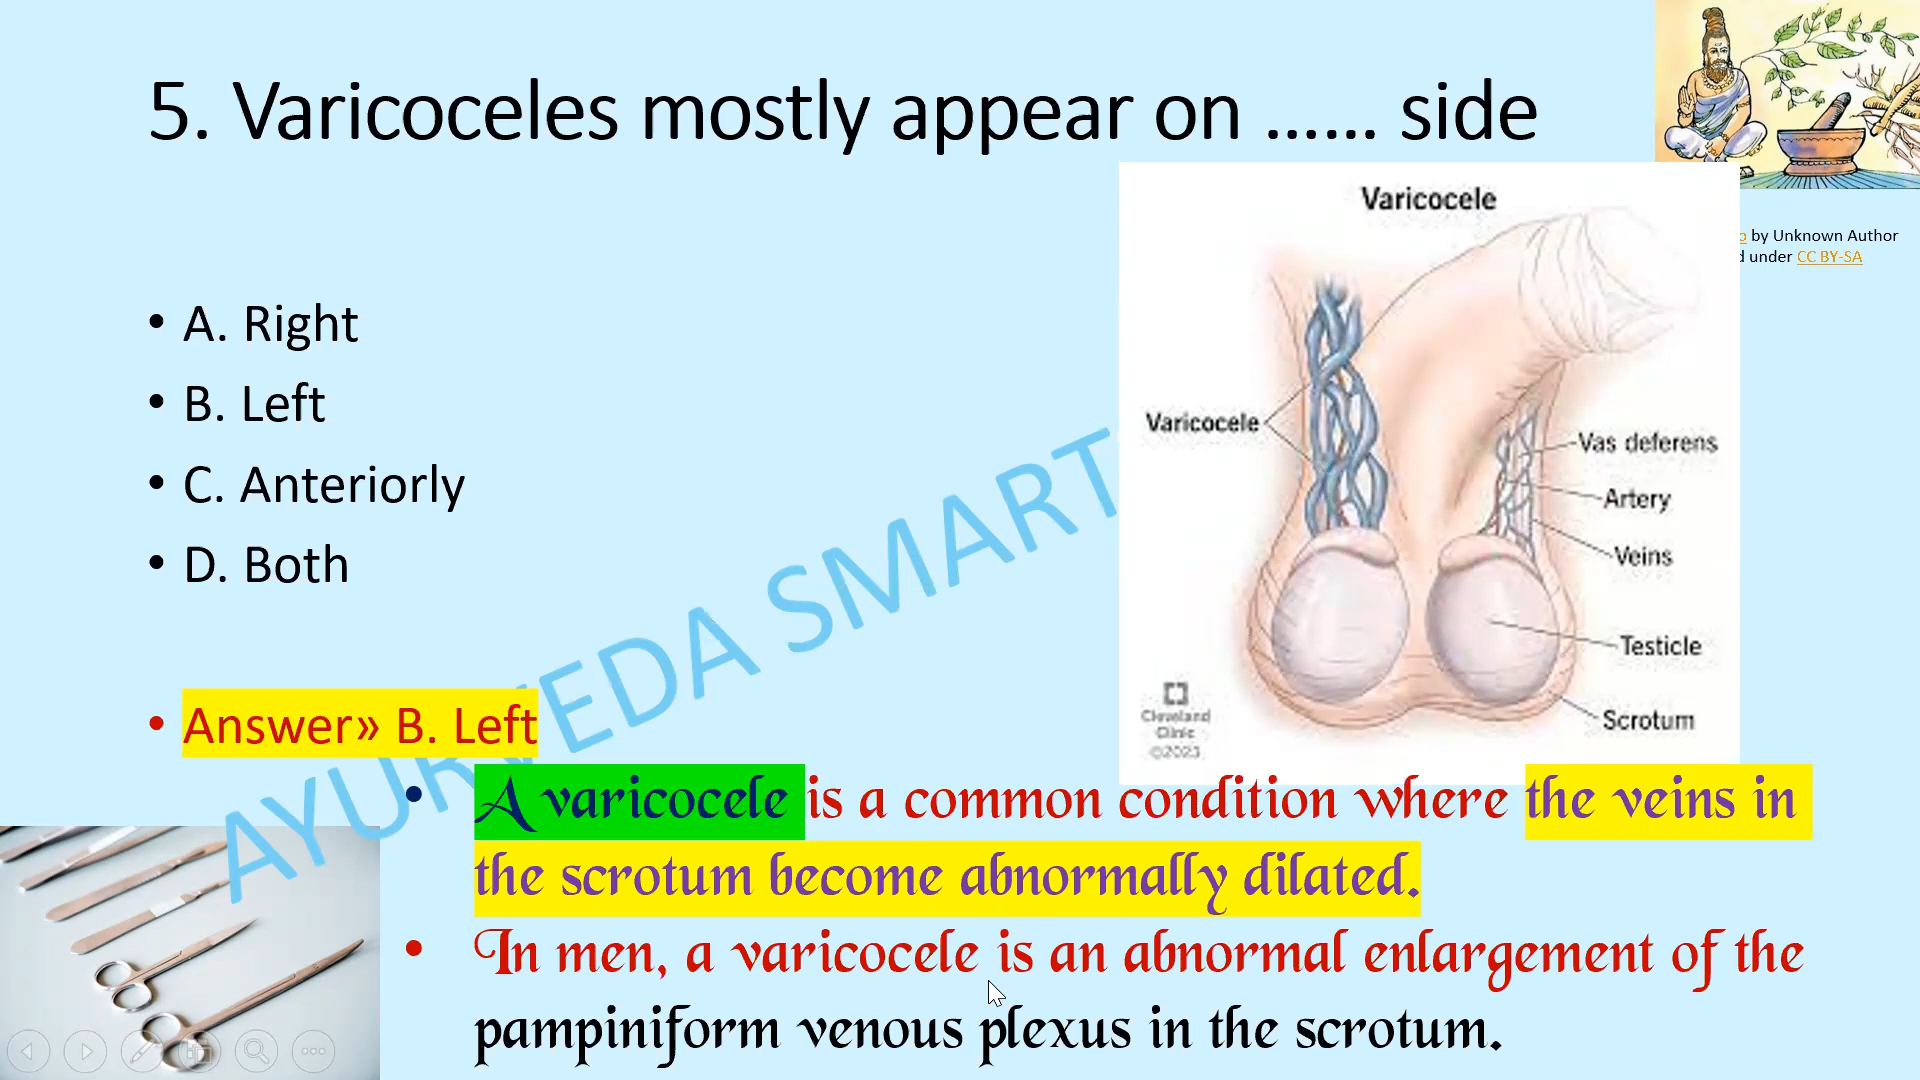 5. Varicoceles mostly appear on ...... side
by Unknown Author
under CC BY-SA
• A. Right
• B. Left
• C. Anteriorly
• D. Both
• Answer» B. Left
Varicocele
Varicocele
Vas deferens
Artery
Veins
Testicle
Scrotum
Cleveland
Clinic
©2023
AYURVEDA SMART
• A varicocele is a common condition where the veins in
the scrotum become abnormally dilated.
• In men, a varicocele is an abnormal enlargement of the
pampiniform venous plexus in the scrotum.